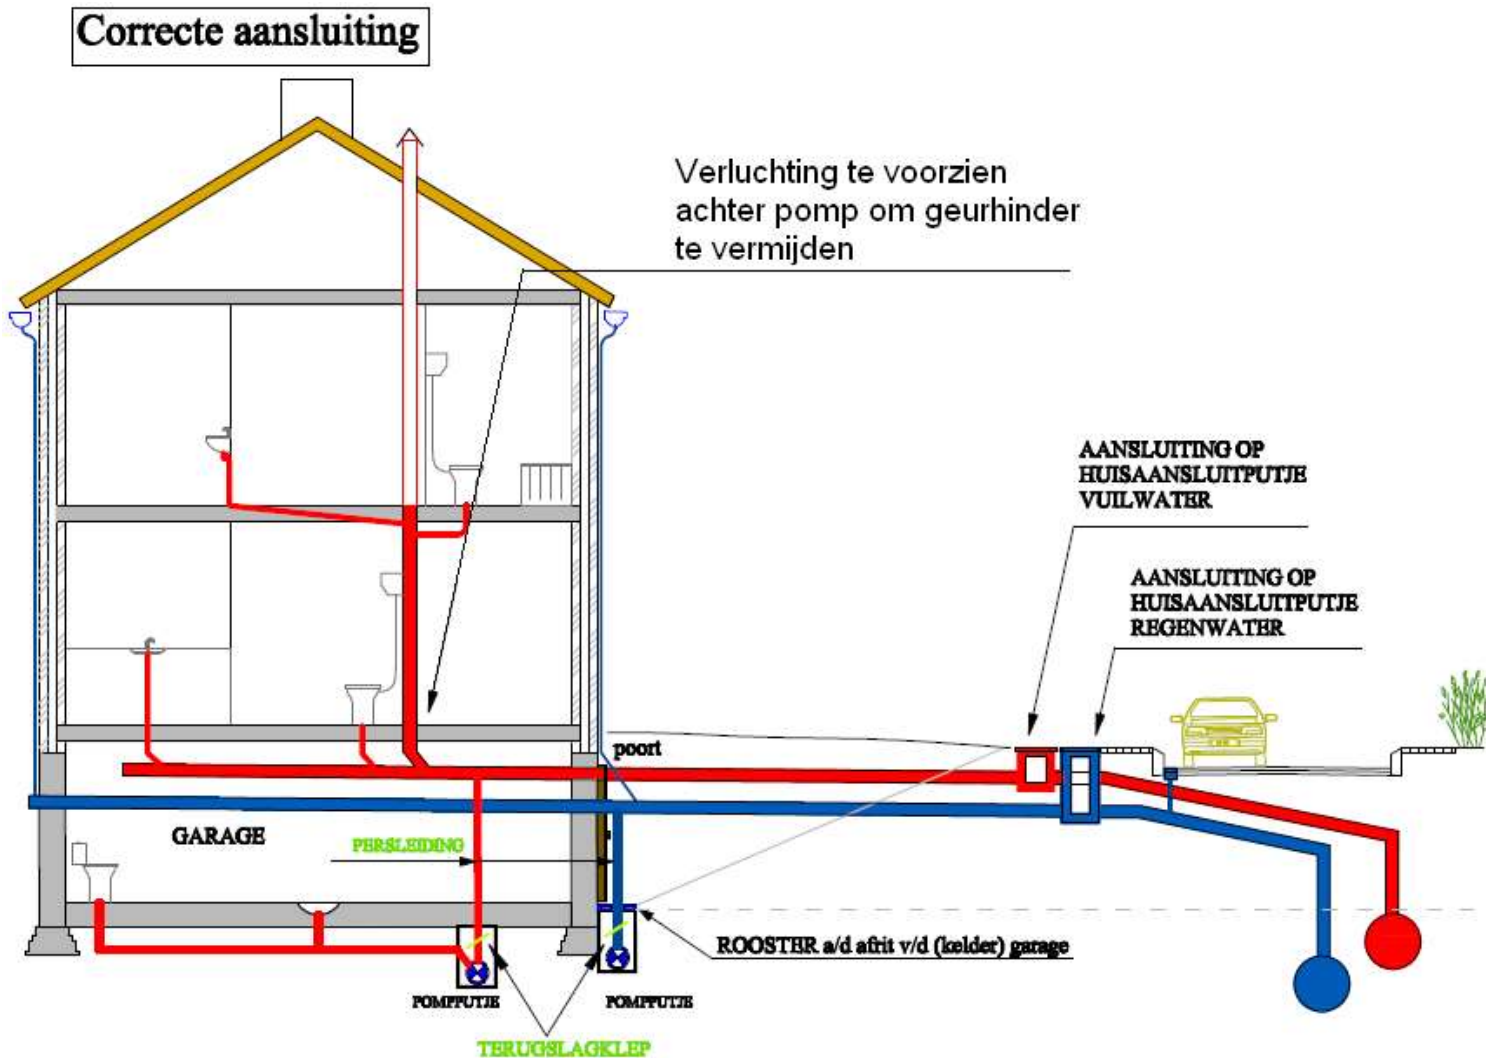 Correcte aansluiting
Verluchting te voorzien
achter pomp om geurhinder
te vermijden
AANSLUITING OP
HUISAANSLUITPUTJE
VUILWATER
AANSLUITING OP
HUISAANSLUITPUTJE
REGENWATER
poort
GARAGE
PERSLEIDING
ROOSTER a/d afrit v/d (kelder) garage
POMPPUTJE
POMPPUTJE
TERUGSLAGKLEP